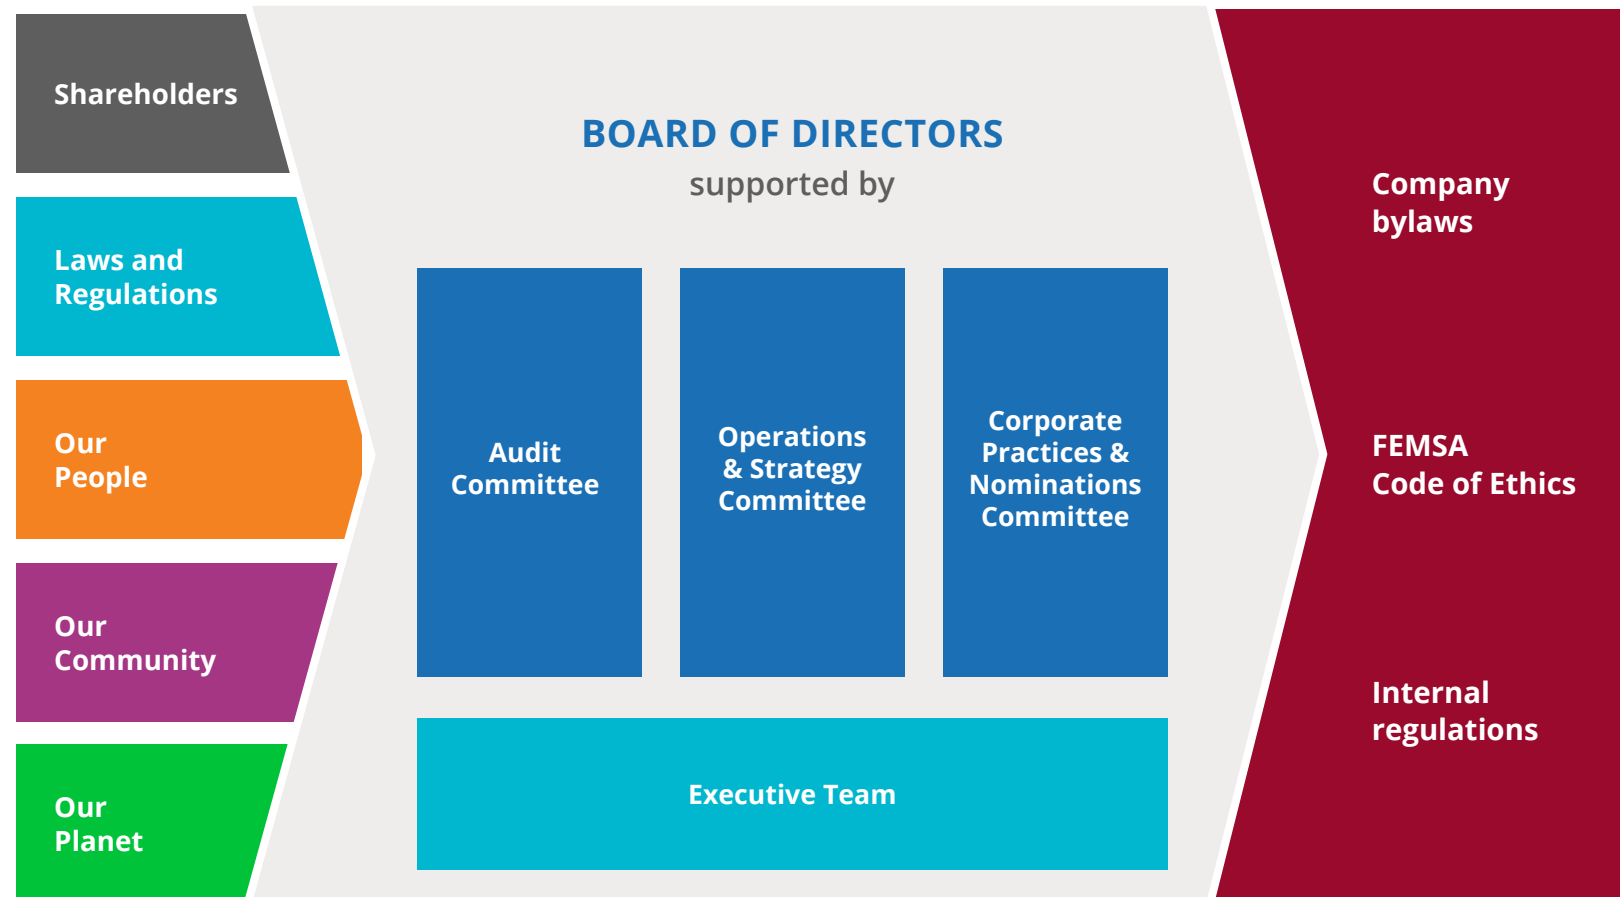 Shareholders
Laws and
Regulations
Our
People
Our
Community
Our
Planet
BOARD OF DIRECTORS
supported by
Audit
Committee
Operations
& Strategy
Committee
Corporate
Practices &
Nominations
Committee
Executive Team
Company
bylaws
FEMSA
Code of Ethics
Internal
regulations